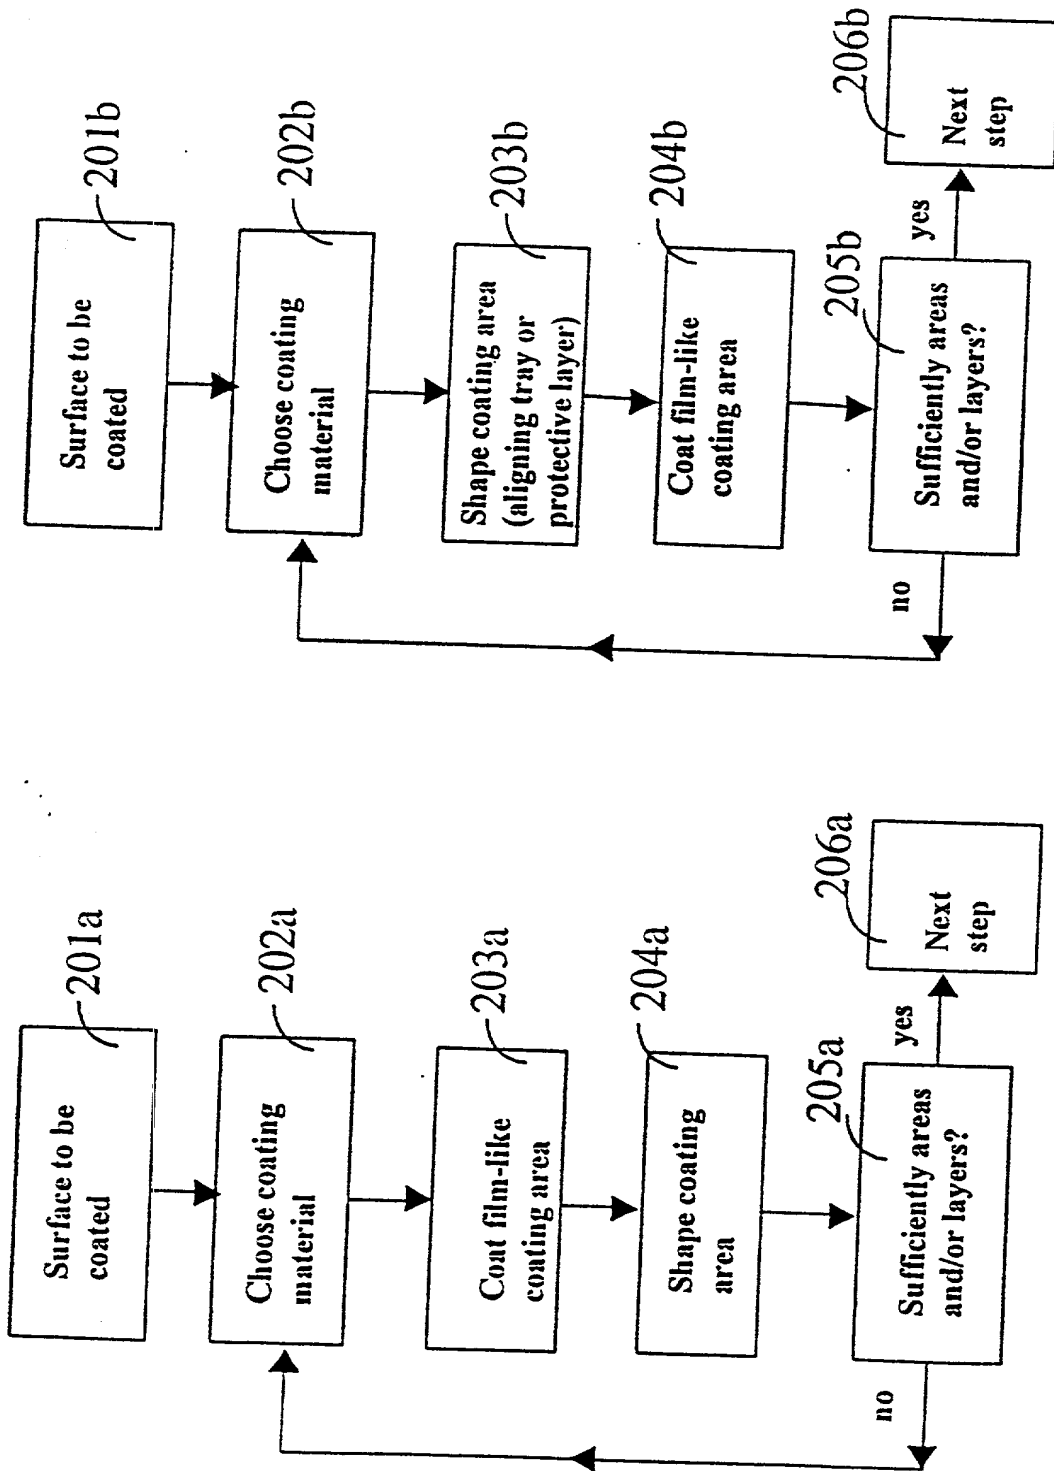 201a
Surface to be
coated
202a
Choose coating
material
203a
Coat film-like
coating area
204a
Shape coating
area
205a
Sufficiently areas
and/or layers?
no
yes
206a
Next
step
201b
Surface to be
coated
202b
Choose coating
material
203b
Shape coating area
(aligning tray or
protective layer)
204b
Coat film-like
coating area
205b
Sufficiently areas
and/or layers?
no
yes
206b
Next
step